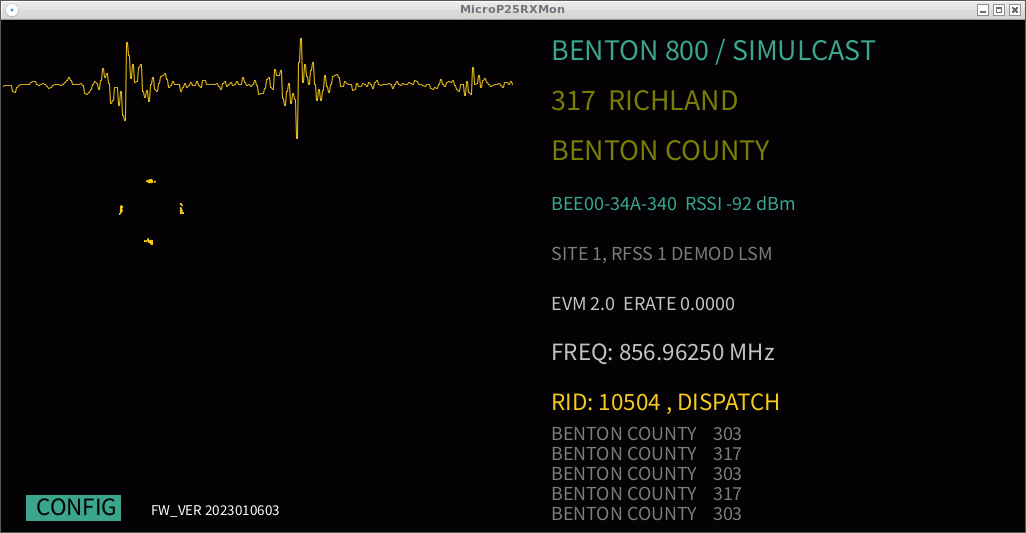 MicroP25RXMon
BENTON 800 / SIMULCAST
317 RICHLAND
BENTON COUNTY
BEE00-34A-340 RSSI -92 dBm
SITE 1, RFSS 1 DEMOD LSM
EVM 2.0 ERATE 0.0000
FREQ: 856.96250 MHz
RID: 10504 , DISPATCH
BENTON COUNTY 303
BENTON COUNTY 317
BENTON COUNTY 303
BENTON COUNTY 317
BENTON COUNTY 303
CONFIG
FW_VER 2023010603